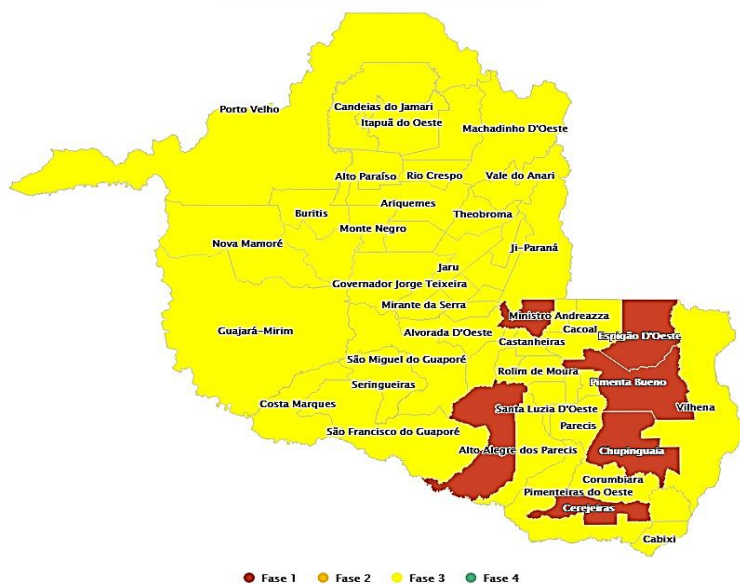 Porto Velho
Candeias do Jamari
Itapuã do Oeste
Machadinho D'Oeste
Alto Paraíso
Rio Crespo
Vale do Anari
Ariquemes
Buritis
Theobroma
Monte Negro
Nova Mamoré
Ji-Paraná
Jaru
Governador Jorge Teixeira
Mirante da Serra
Ministro Andreazza
Guajará-Mirim
Alvorada D'Oeste
Cacoal
Espigão D'Oeste
Castanheiras
São Miguel do Guaporé
Rolim de Moura
Seringueiras
Pimenta Bueno
Costa Marques
Santa Luzia D'Oeste
Vilhena
São Francisco do Guaporé
Parecis
Alto Alegre dos Parecis
Chupinguaia
Corumbiara
Pimenteiras do Oeste
Cerejeiras
Cabixi
Fase 1 Fase 2 Fase 3 Fase 4